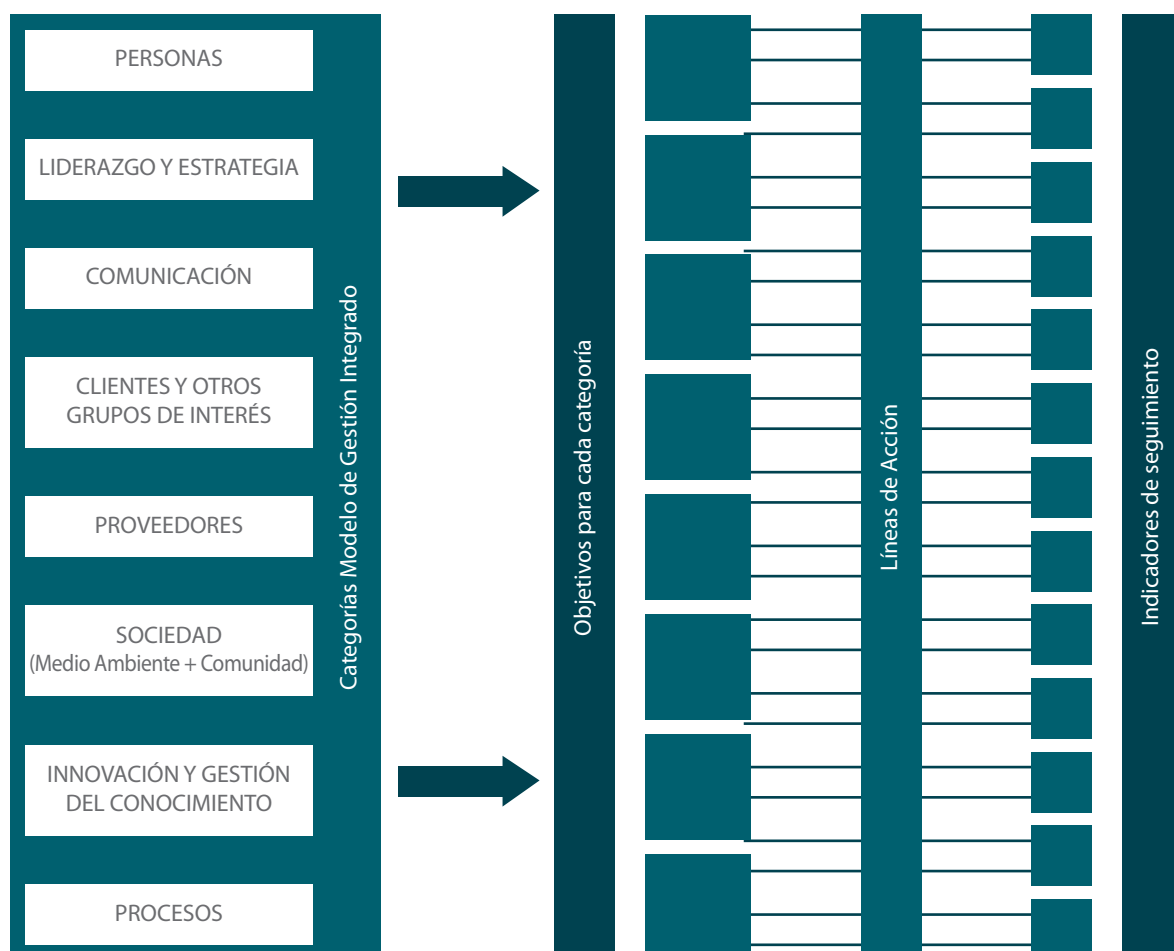 PERSONAS
LIDERAZGO Y ESTRATEGIA
COMUNICACIÓN
CLIENTES Y OTROS
GRUPOS DE INTERÉS
PROVEEDORES
SOCIEDAD
(Medio Ambiente + Comunidad)
INNOVACIÓN Y GESTIÓN
DEL CONOCIMIENTO
PROCESOS
Categorías Modelo de Gestión Integrado
Objetivos para cada categoría
Líneas de Acción
Indicadores de seguimiento